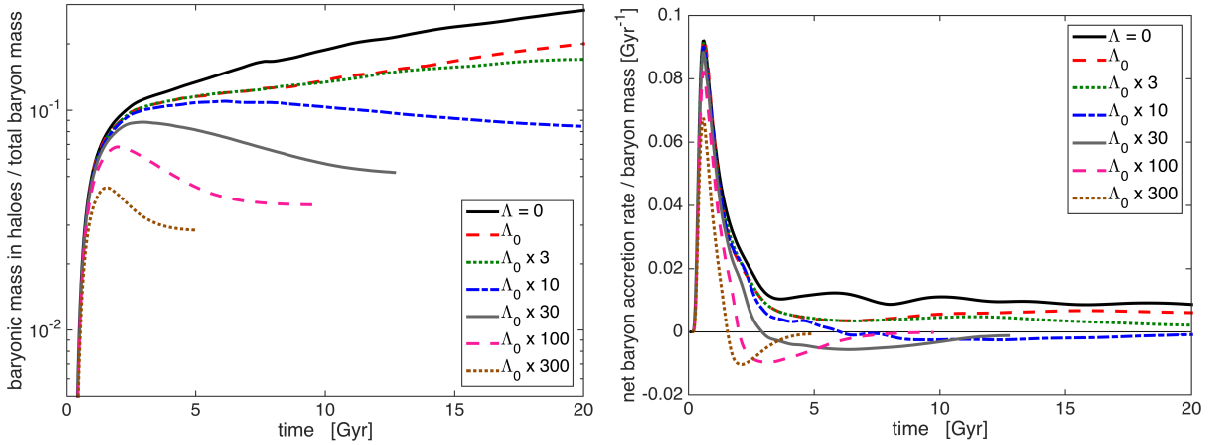 baryonic mass in haloes / total baryon mass
10⁻¹
10⁻²
0 5 10 15 20
time [Gyr]
Λ = 0
Λ₀
Λ₀ x 3
Λ₀ x 10
Λ₀ x 30
Λ₀ x 100
Λ₀ x 300
net baryon accretion rate / baryon mass [Gyr⁻¹]
0.1
0.08
0.06
0.04
0.02
0
-0.02
0 5 10 15 20
time [Gyr]
Λ = 0
Λ₀
Λ₀ x 3
Λ₀ x 10
Λ₀ x 30
Λ₀ x 100
Λ₀ x 300